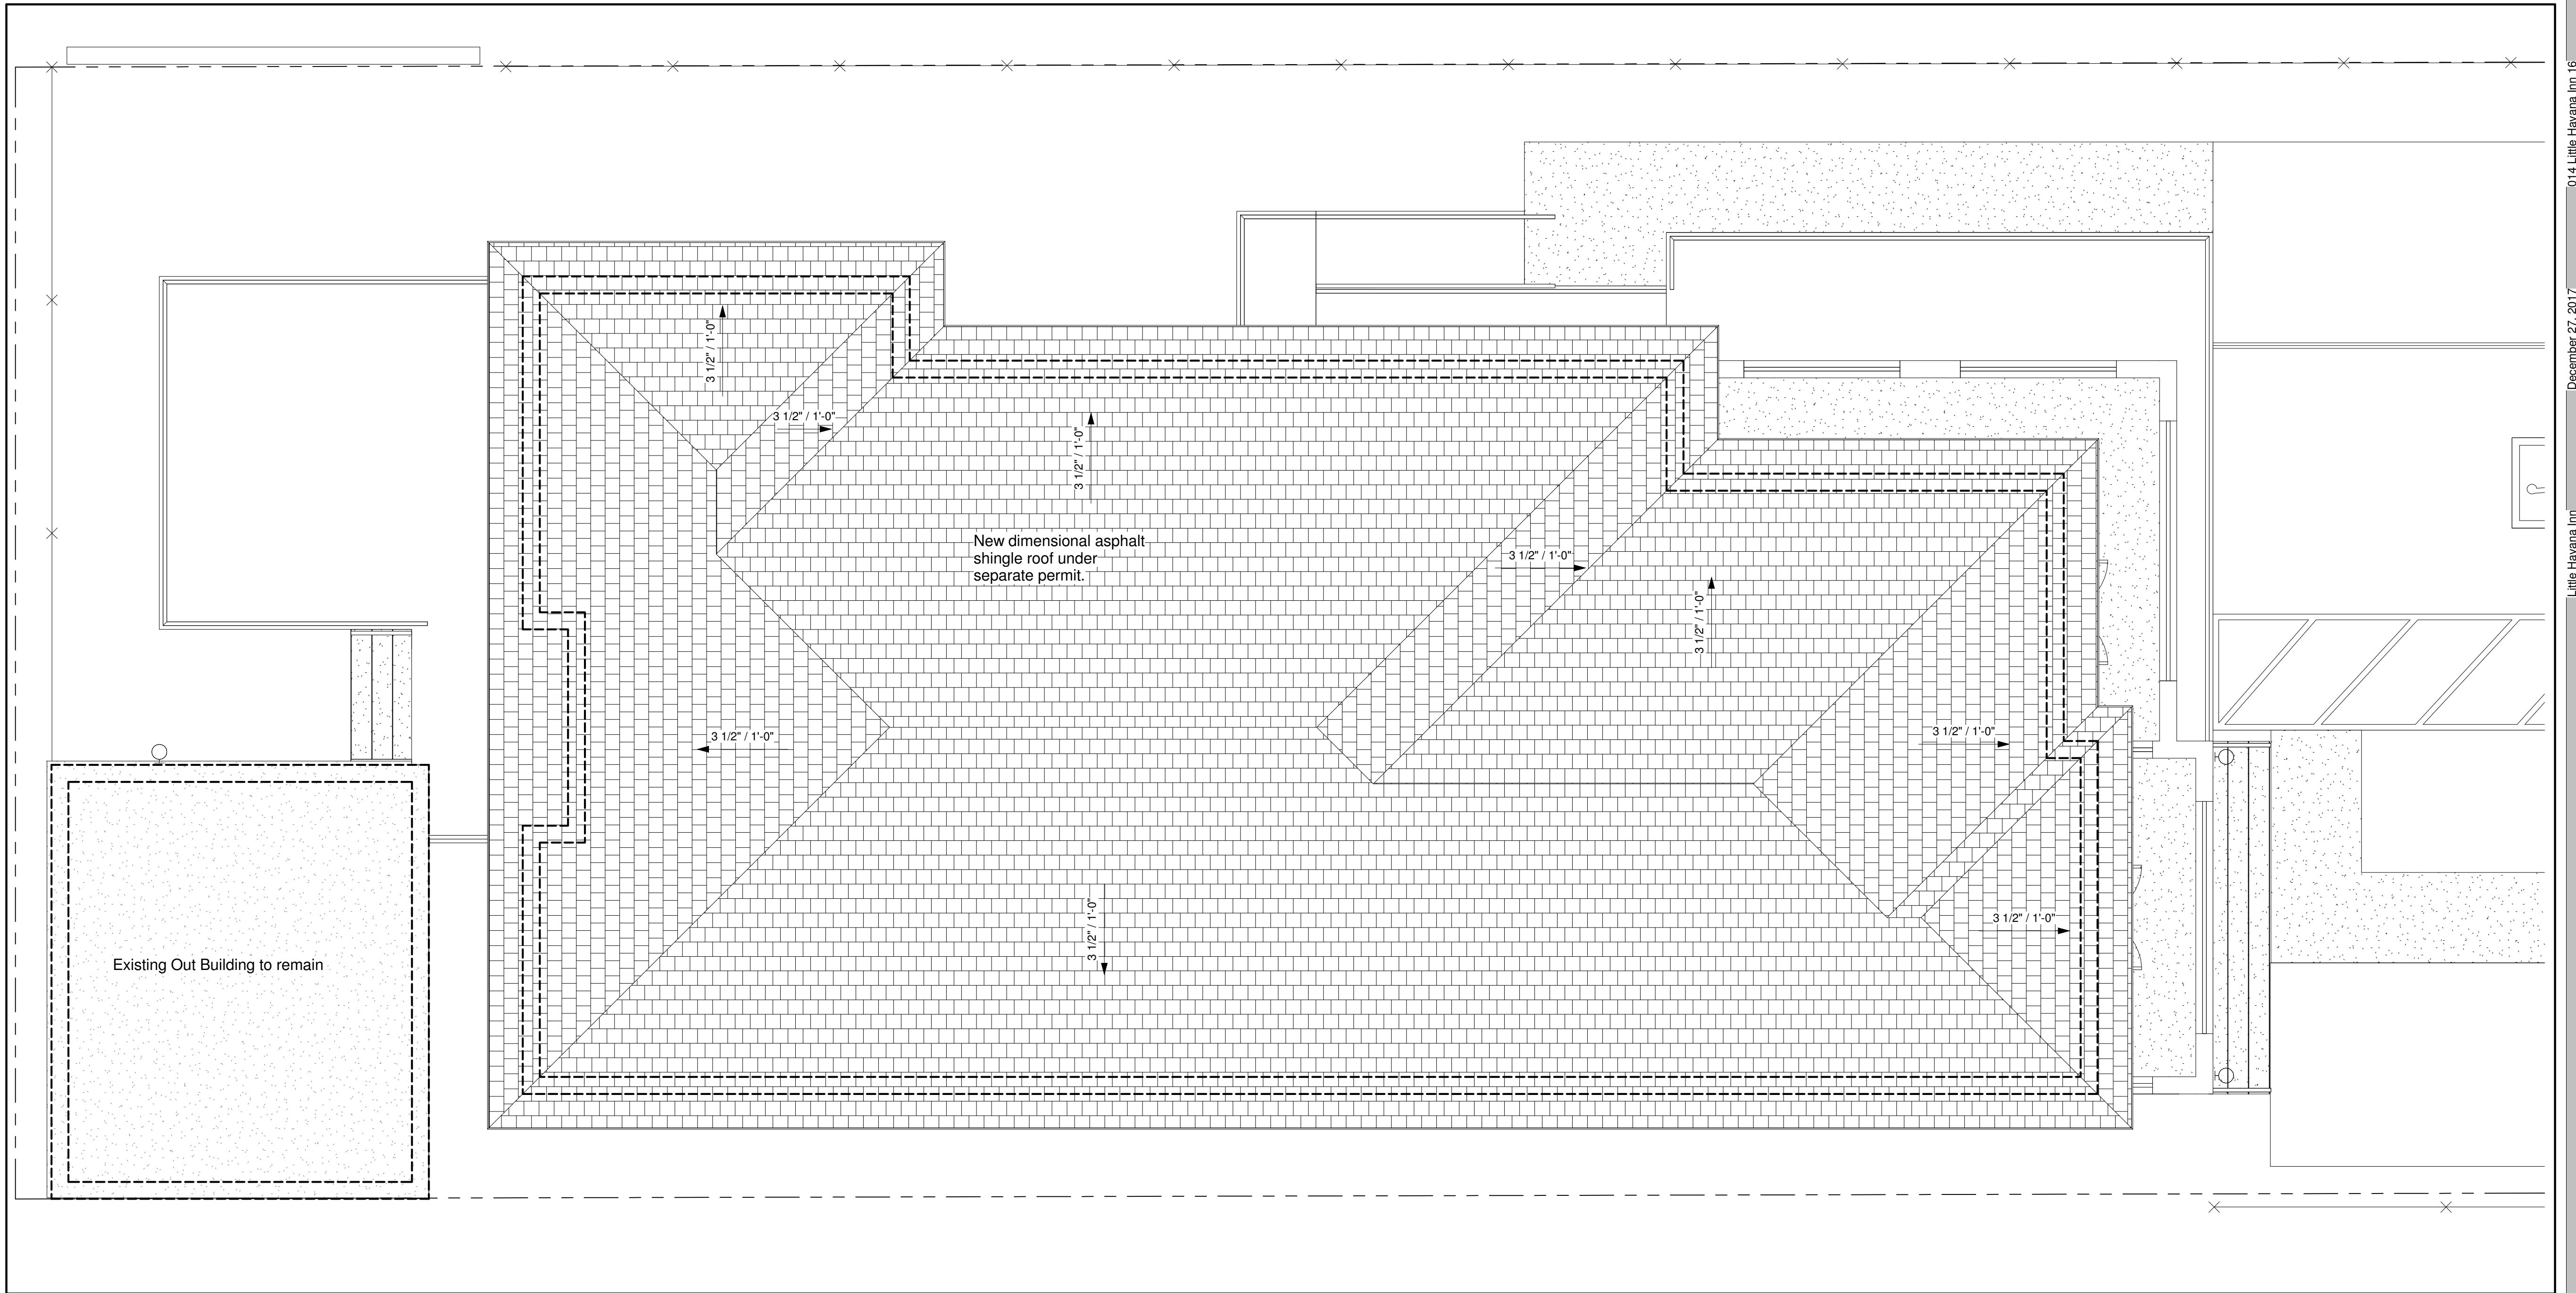 3 1/2" / 1'-0"
3 1/2" / 1'-0"
3 1/2" / 1'-0"
New dimensional asphalt
shingle roof under
separate permit.
3 1/2" / 1'-0"
3 1/2" / 1'-0"
3 1/2" / 1'-0"
3 1/2" / 1'-0"
3 1/2" / 1'-0"
3 1/2" / 1'-0"
Existing Out Building to remain
014 Little Havana Inn 16
December 27, 2017
Little Havana Inn